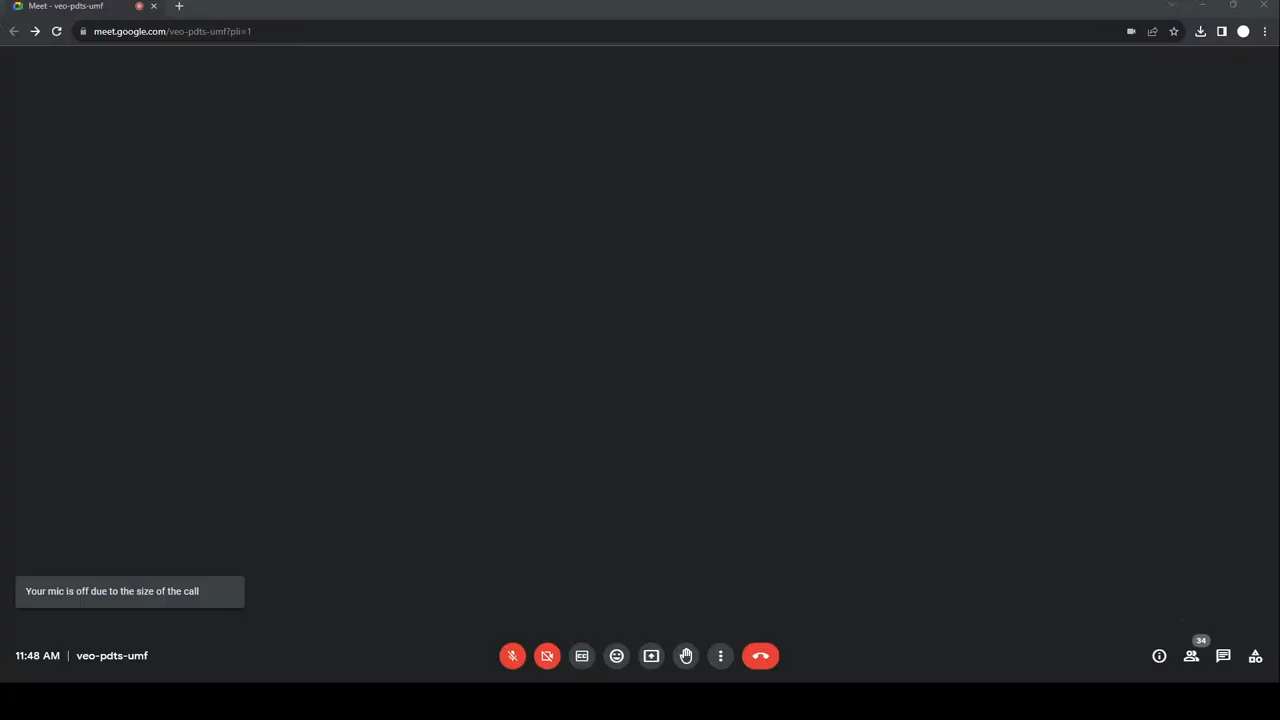 Meet - veo-pdts-umf
meet.google.com/veo-pdts-umf?pli=1
Your mic is off due to the size of the call
34
11:48 AM | veo-pdts-umf
CC